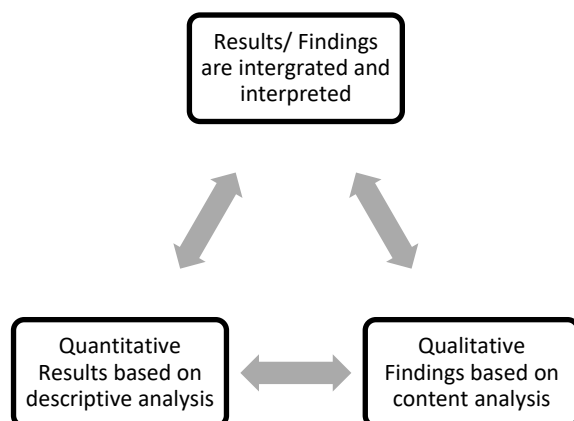 Results/ Findings
are intergrated and
interpreted
Quantitative
Results based on
descriptive analysis
Qualitative
Findings based on
content analysis